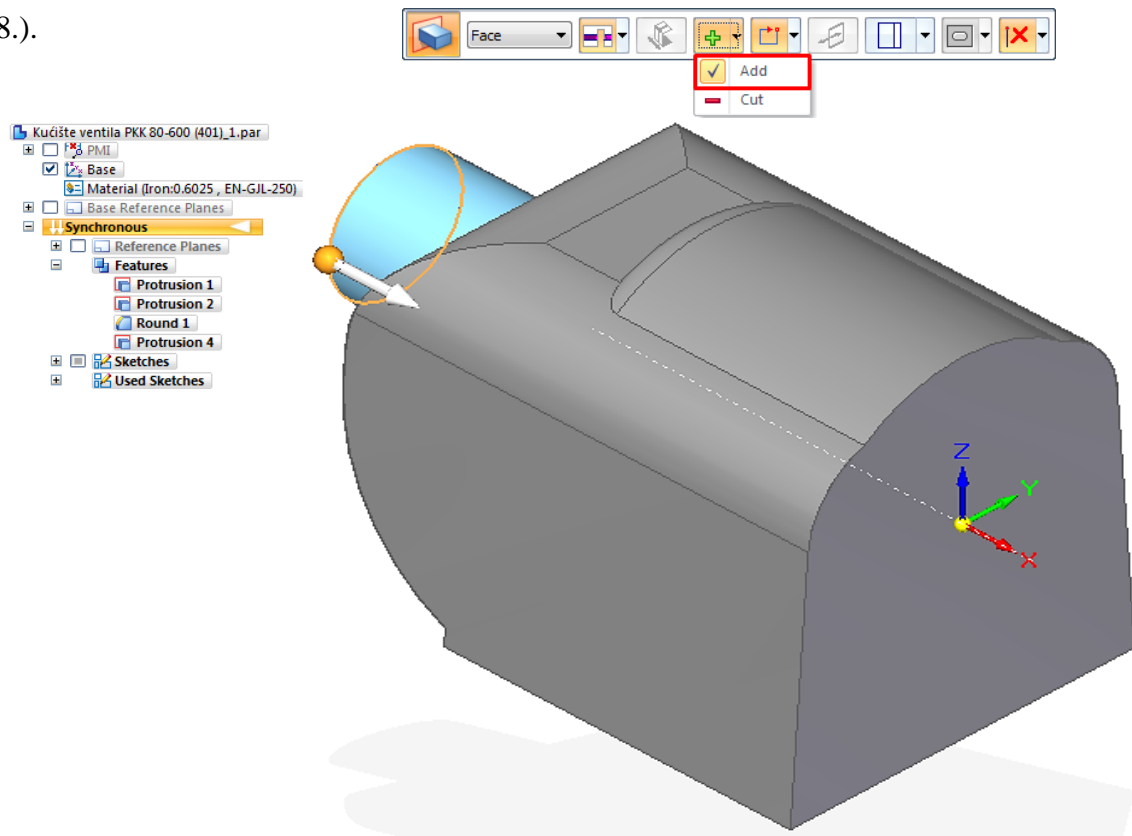 8.).
Face
Add
Cut
Kućište ventila PKK 80-600 (401)_1.par
PMI
Base
Material (Iron:0.6025 , EN-GJL-250)
Base Reference Planes
Synchronous
Reference Planes
Features
Protrusion 1
Protrusion 2
Round 1
Protrusion 4
Sketches
Used Sketches
Z
Y
X